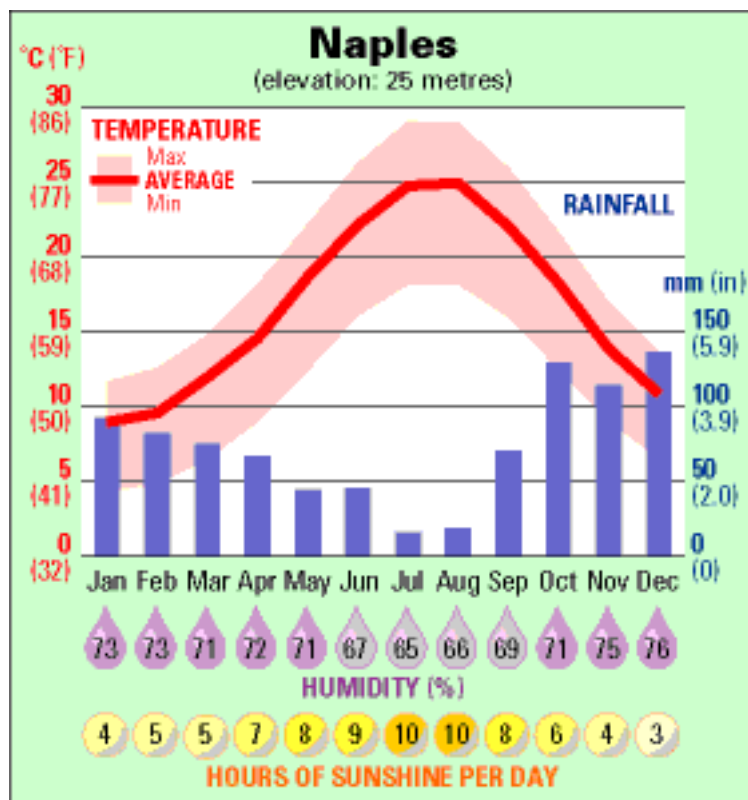 Naples
(elevation: 25 metres)
°C (°F)
30
(86)
25
(77)
20
(68)
15
(59)
10
(50)
5
(41)
0
(32)
TEMPERATURE
Max
AVERAGE
Min
RAINFALL
mm (in)
150
(5.9)
100
(3.9)
50
(2.0)
0
(0)
Jan Feb Mar Apr May Jun Jul Aug Sep Oct Nov Dec
73 73 71 72 71 67 65 66 69 71 75 76
HUMIDITY (%)
4 5 5 7 8 9 10 10 8 6 4 3
HOURS OF SUNSHINE PER DAY